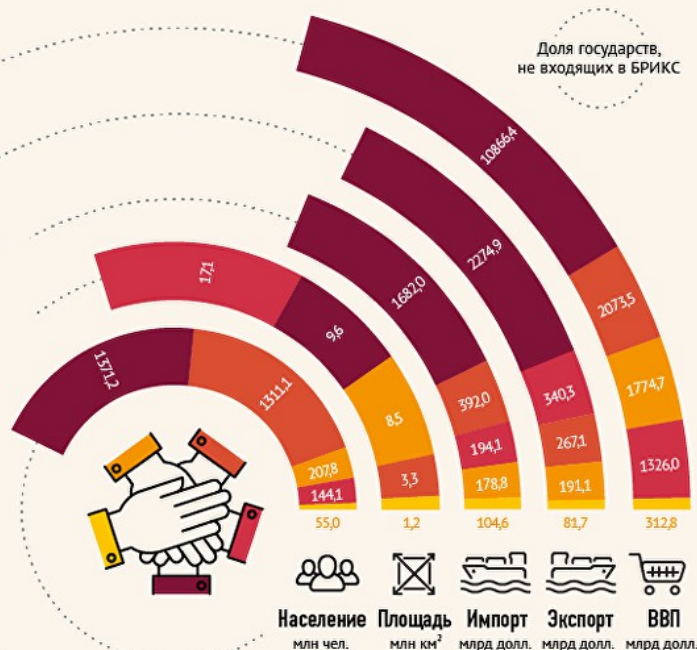 Доля государств,
не входящих в БРИКС
10866,4
2073,5
1774,7
1326,0
312,8
2274,9
340,3
267,1
191,1
81,7
1682,0
392,0
194,1
178,8
104,6
17,1
9,6
8,5
3,3
1,2
1371,2
1311,1
207,8
144,1
55,0
Население
млн чел.
Площадь
млн км²
Импорт
млрд долл.
Экспорт
млрд долл.
ВВП
млрд долл.